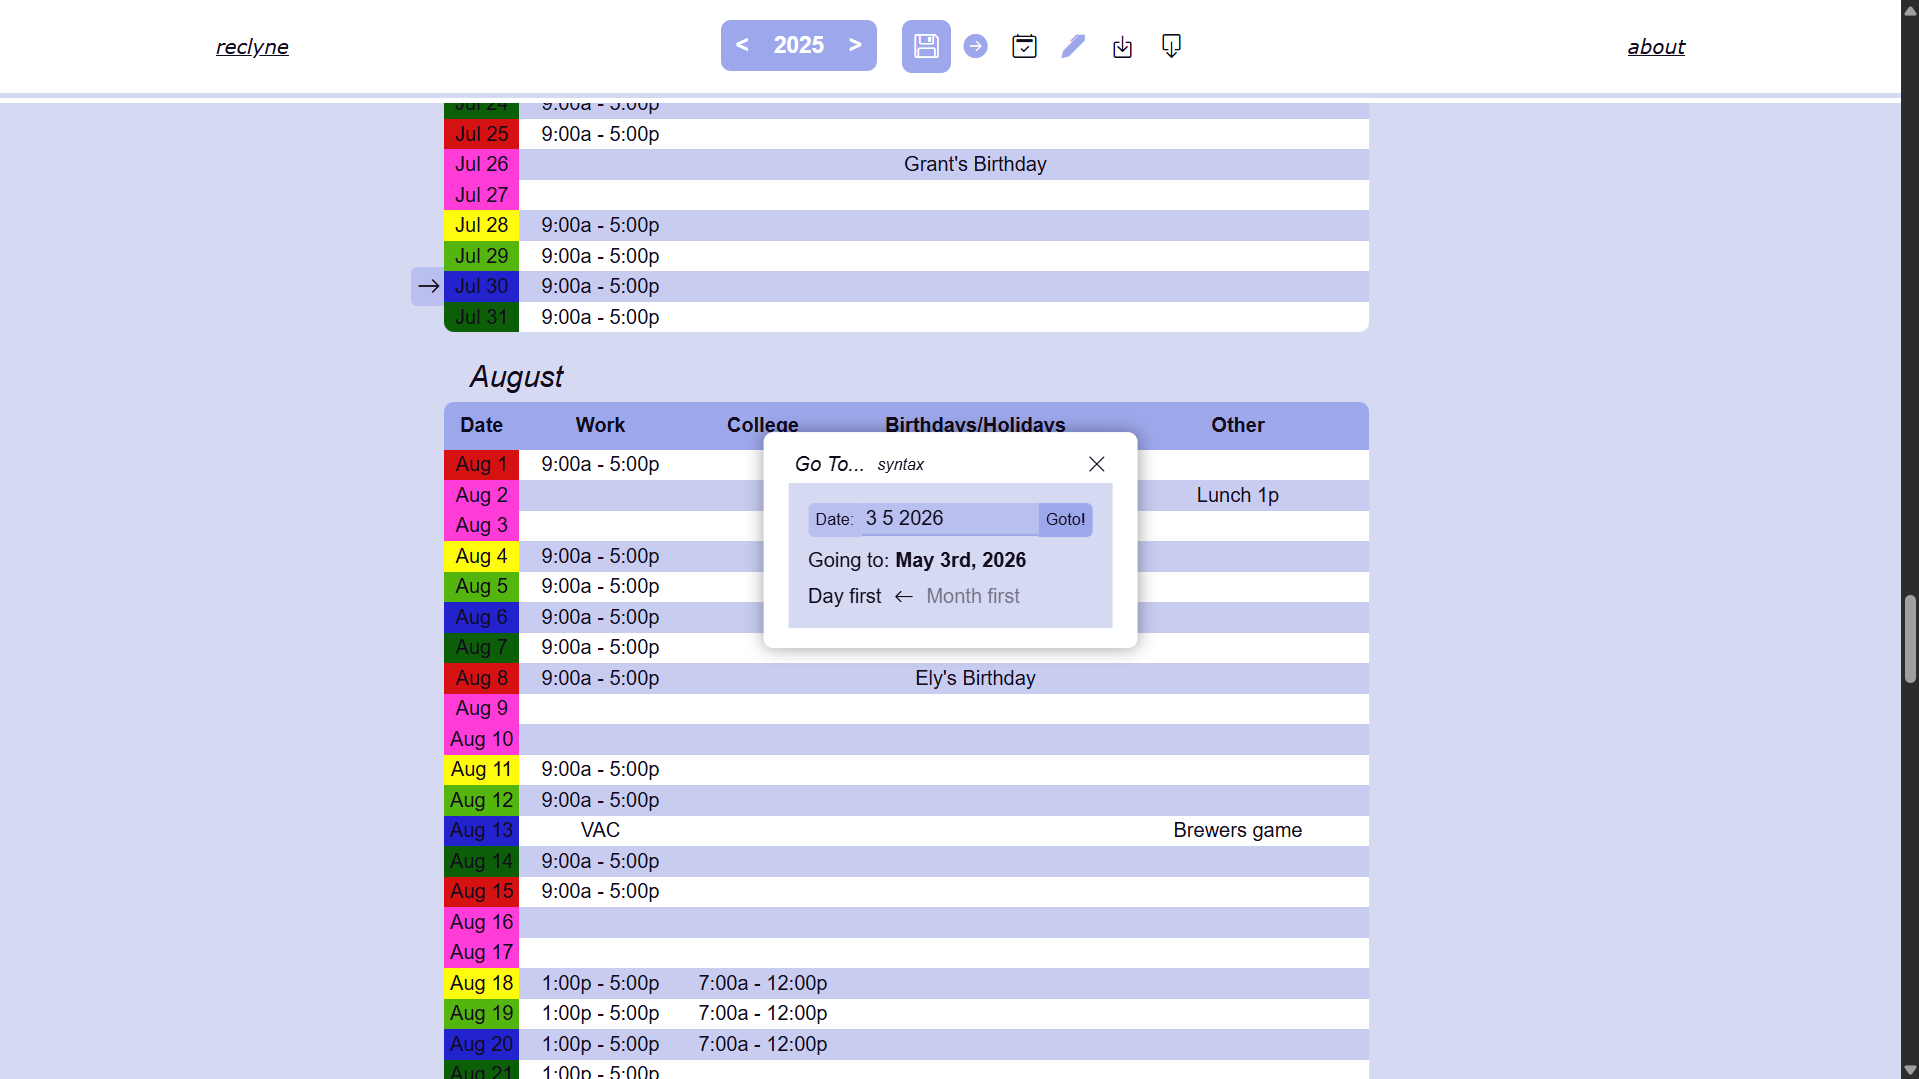 reclyne
< 2025 >
about
Jul 24 9:00a - 5:00p
Jul 25 9:00a - 5:00p
Jul 26 Grant's Birthday
Jul 27
Jul 28 9:00a - 5:00p
Jul 29 9:00a - 5:00p
→ Jul 30 9:00a - 5:00p
Jul 31 9:00a - 5:00p
August
Date Work College Birthdays/Holidays Other
Aug 1 9:00a - 5:00p
Aug 2 Lunch 1p
Aug 3
Aug 4 9:00a - 5:00p
Aug 5 9:00a - 5:00p
Aug 6 9:00a - 5:00p
Aug 7 9:00a - 5:00p
Go To... syntax
Date: 3 5 2026 Goto!
Going to: May 3rd, 2026
Day first ← Month first
Aug 8 9:00a - 5:00p Ely's Birthday
Aug 9
Aug 10
Aug 11 9:00a - 5:00p
Aug 12 9:00a - 5:00p
Aug 13 VAC Brewers game
Aug 14 9:00a - 5:00p
Aug 15 9:00a - 5:00p
Aug 16
Aug 17
Aug 18 1:00p - 5:00p 7:00a - 12:00p
Aug 19 1:00p - 5:00p 7:00a - 12:00p
Aug 20 1:00p - 5:00p 7:00a - 12:00p
Aug 21 1:00p - 5:00p